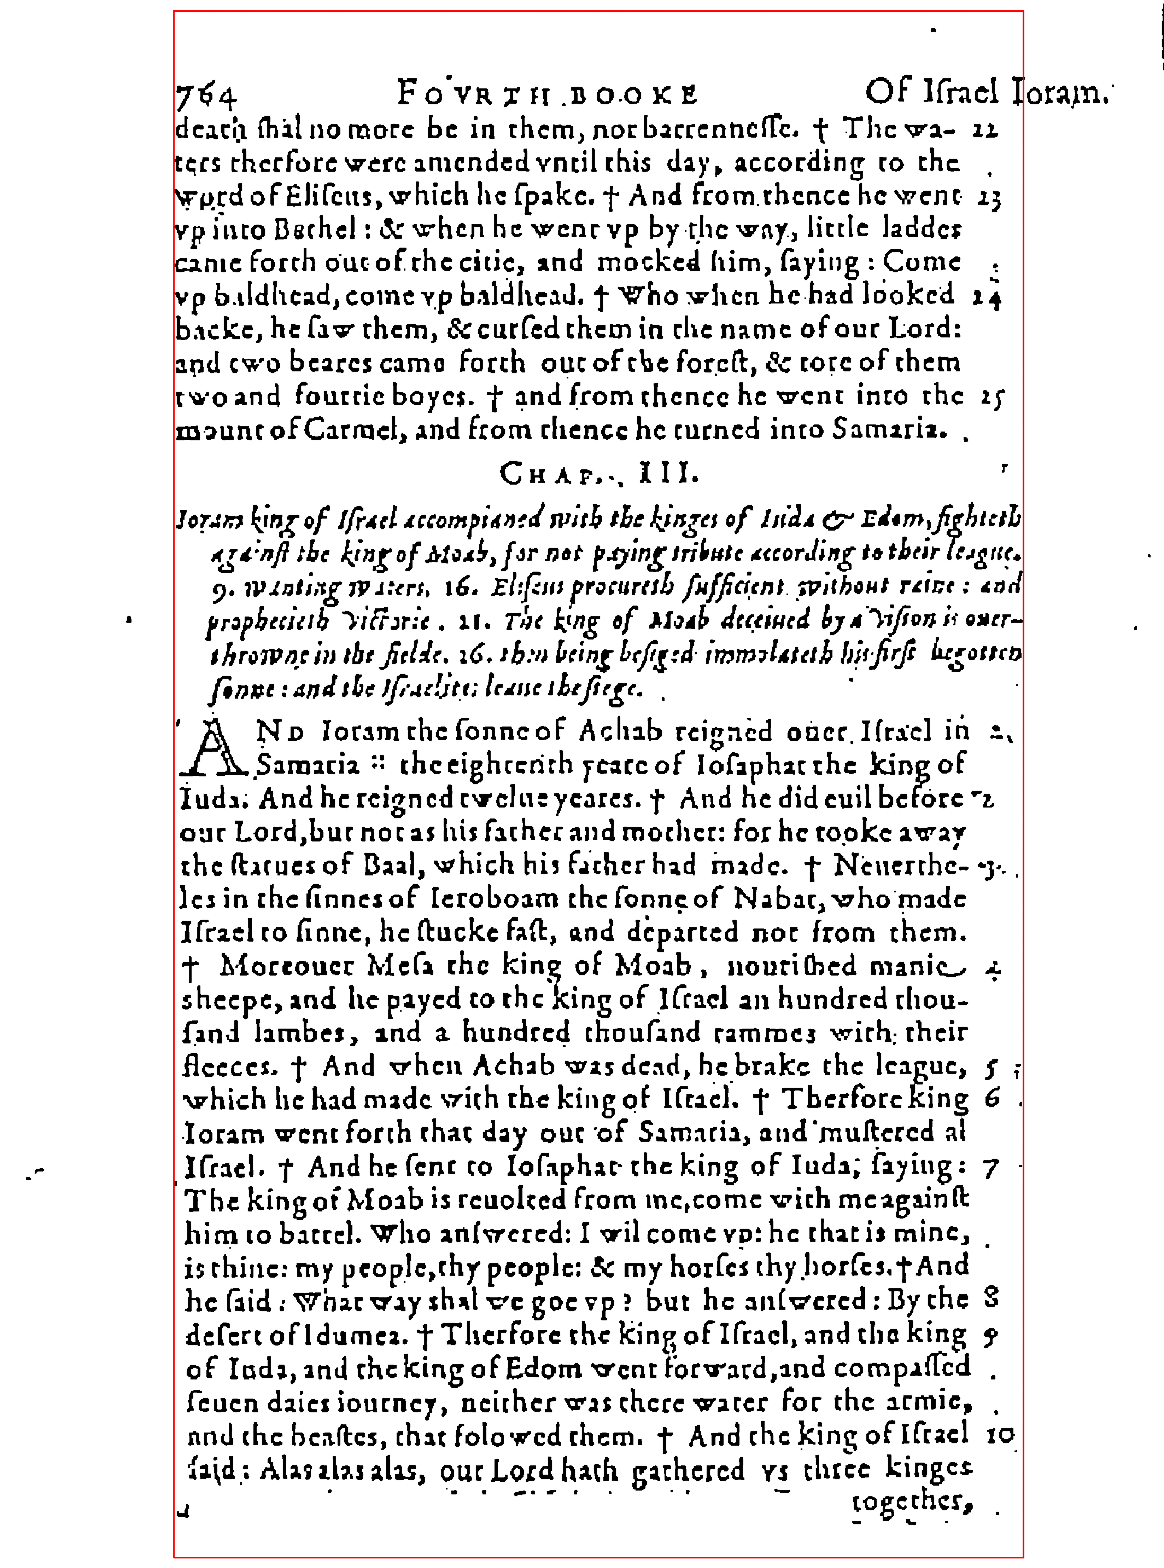 764 FOVRTH BOOKE Of Iſrael Ioram.
death ſhal no more be in them, nor barrenneſſe. † The wa- 22
ters therfore were amended vntil this day, according to the
word of Eliſeus, which he ſpake. † And from thence he went 23
vp into Bethel: & when he went vp by the way, little laddes
came forth out of the citie, and mocked him, ſaying: Come
vp baldhead, come vp baldhead. † Who when he had looked 24
backe, he ſaw them, & curſed them in the name of our Lord:
and two beares came forth out of the foreſt, & tore of them
two and fourtie boyes. † and from thence he went into the 25
mount of Carmel, and from thence he turned into Samaria.
CHAP. III.
Ioram king of Iſrael accompianed with the kinges of Iuda & Edom, fighteth
againſt the king of Moab, for not paying tribute according to their league.
9. Wanting waters, 16. Eliſeus procureth ſufficient without raine: and
prophecieth victorie. 21. The king of Moab deceiued by a viſion is ouer-
throwne in the fielde. 26. then being beſieged immolateth his firſt begotten
ſonne: and the Iſraelites leaue the ſiege.
AND Ioram the ſonne of Achab reigned ouer Iſrael in
Samaria :: the eightenth yeare of Ioſaphat the king of
Iuda. And he reigned twelue yeares. † And he did euil before 2
our Lord, but not as his father and mother: for he tooke away
the ſtatues of Baal, which his father had made. † Neuerthe- 3
les in the ſinnes of Ieroboam the ſonne of Nabat, who made
Iſrael to ſinne, he ſtucke faſt, and departed not from them.
† Moreouer Meſa the king of Moab, nouriſhed manie 4
sheepe, and he payed to the king of Iſrael an hundred thou-
ſand lambes, and a hundred thouſand rammes with their
fleeces. † And when Achab was dead, he brake the league, 5
which he had made with the king of Iſrael. † Therfore king 6
Ioram went forth that day out of Samaria, and muſtered al
Iſrael. † And he ſent to Ioſaphat the king of Iuda, ſaying: 7
The king of Moab is reuolted from me, come with me againſt
him to battel. Who anſwered: I wil come vp: he that is mine,
is thine: my people, thy people: & my horſes thy horſes. † And
he ſaid: What way shal we goe vp? but he anſwered: By the 8
deſert of Idumea. † Therfore the king of Iſrael, and the king 9
of Iuda, and the king of Edom went forward, and compaſſed
ſeuen daies iourney, neither was there water for the armie,
and the beaſtes, that folowed them. † And the king of Iſrael 10
ſaid: Alas alas alas, our Lord hath gathered vs three kinges
together,